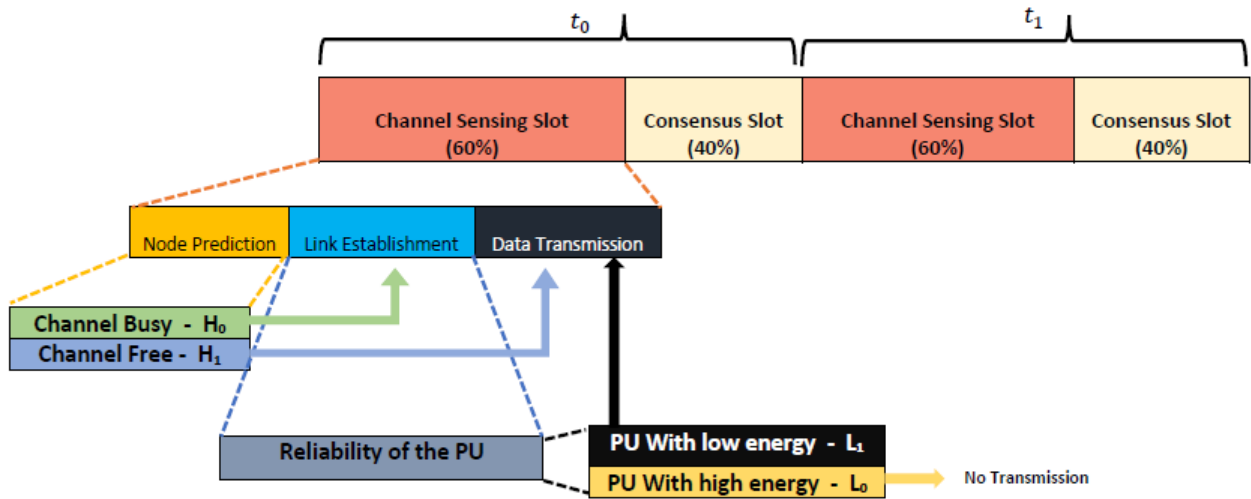 t₀
t₁
Channel Sensing Slot
(60%)
Consensus Slot
(40%)
Channel Sensing Slot
(60%)
Consensus Slot
(40%)
Node Prediction
Link Establishment
Data Transmission
Channel Busy - H₀
Channel Free - H₁
Reliability of the PU
PU With low energy - L₁
PU With high energy - L₀
No Transmission